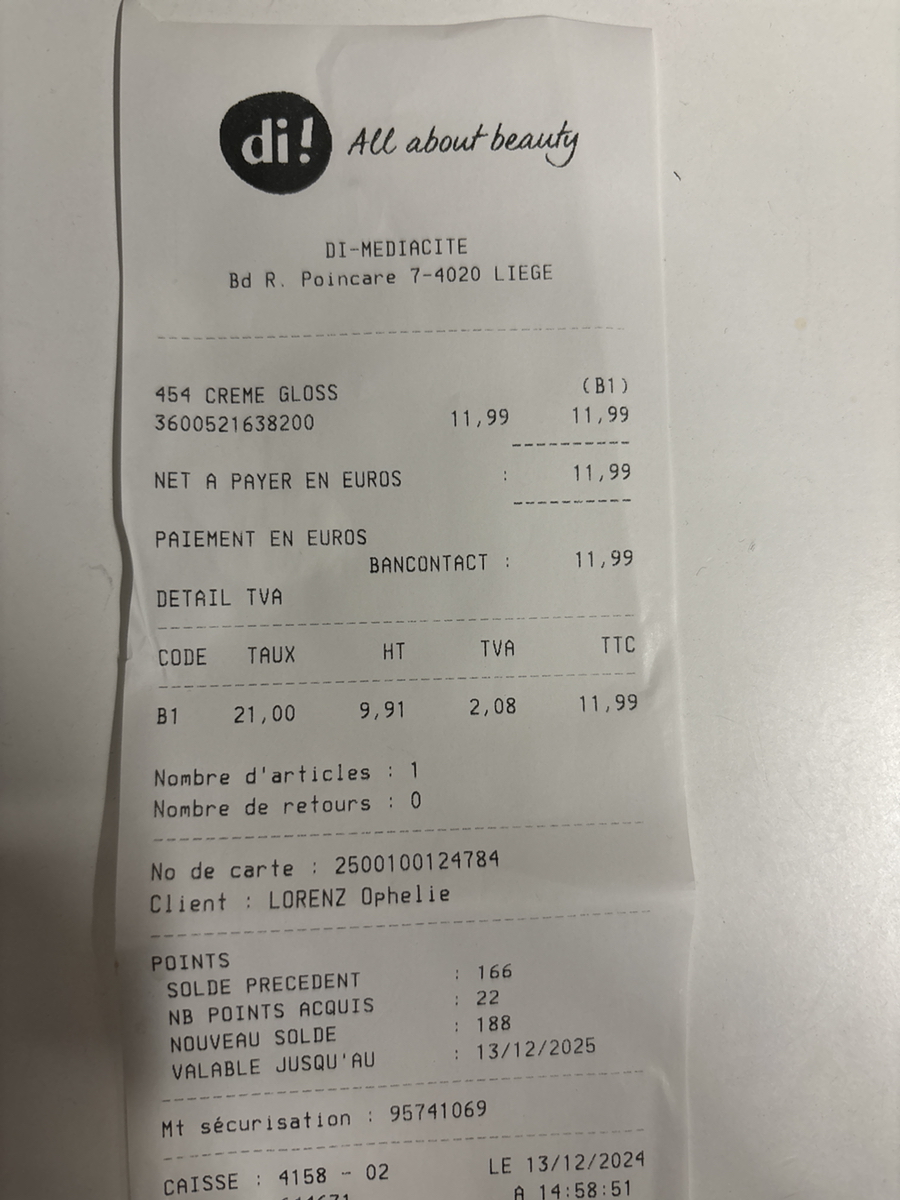 di! All about beauty
DI-MEDIACITE
Bd R. Poincare 7-4020 LIEGE
454 CREME GLOSS (B1)
3600521638200 11,99 11,99
NET A PAYER EN EUROS : 11,99
PAIEMENT EN EUROS
BANCONTACT : 11,99
DETAIL TVA
CODE TAUX HT TVA TTC
B1 21,00 9,91 2,08 11,99
Nombre d'articles : 1
Nombre de retours : 0
No de carte : 2500100124784
Client : LORENZ Ophelie
POINTS
SOLDE PRECEDENT : 166
NB POINTS ACQUIS : 22
NOUVEAU SOLDE : 188
VALABLE JUSQU'AU : 13/12/2025
Mt sécurisation : 95741069
CAISSE : 4158 - 02 LE 13/12/2024
A 14:58:51